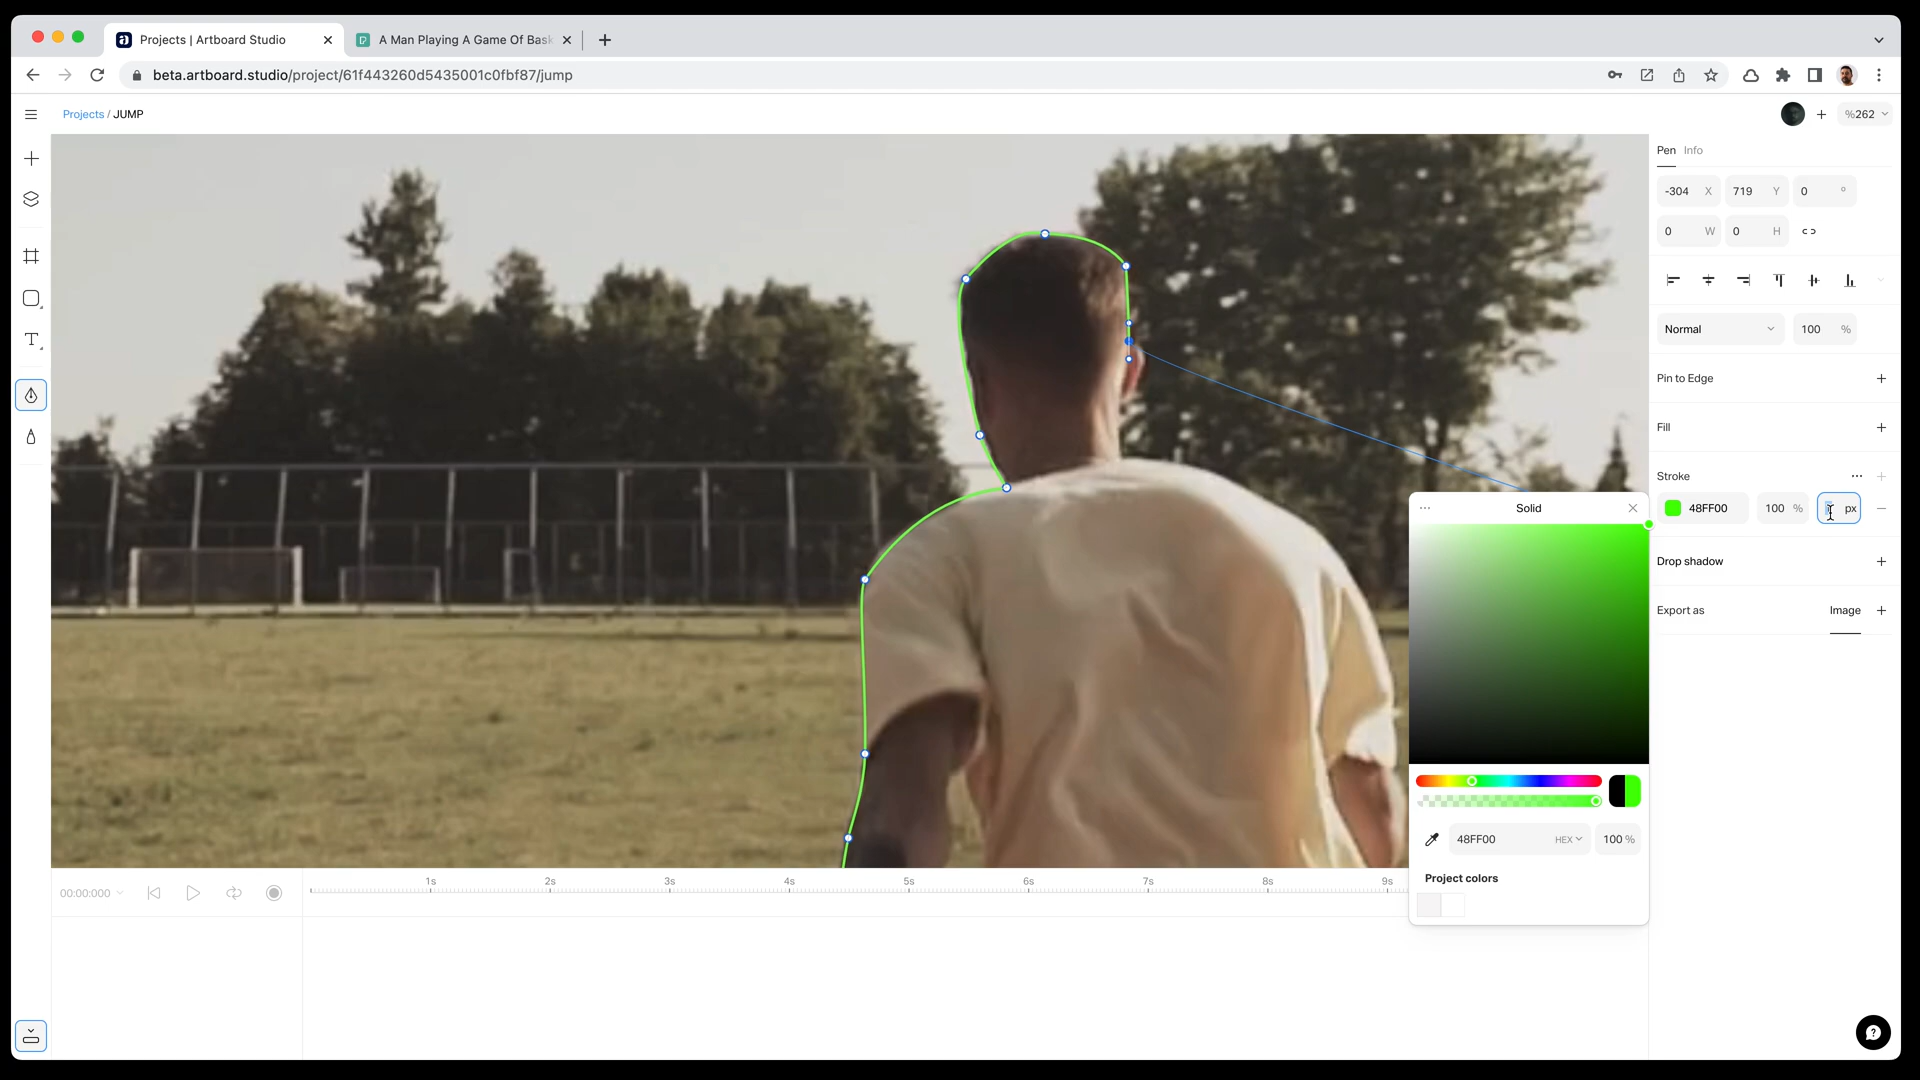 Projects | Artboard Studio
A Man Playing A Game Of Bask
beta.artboard.studio/project/61f443260d5435001c0fbf87/jump
Projects / JUMP
%262
Pen Info
-304 X 719 Y 0 °
0 W 0 H
Normal 100 %
Pin to Edge
Fill
Stroke
48FF00 100 % px
Solid
Drop shadow
Export as Image
48FF00 HEX 100 %
Project colors
00:00:000 1s 2s 3s 4s 5s 6s 7s 8s 9s